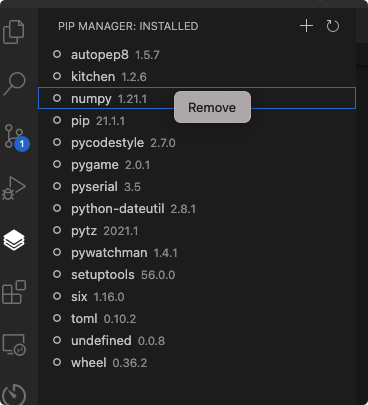 PIP MANAGER: INSTALLED
autopep8 1.5.7
kitchen 1.2.6
numpy 1.21.1
Remove
pip 21.1.1
1
pycodestyle 2.7.0
pygame 2.0.1
pyserial 3.5
python-dateutil 2.8.1
pytz 2021.1
pywatchman 1.4.1
setuptools 56.0.0
six 1.16.0
toml 0.10.2
undefined 0.0.8
wheel 0.36.2